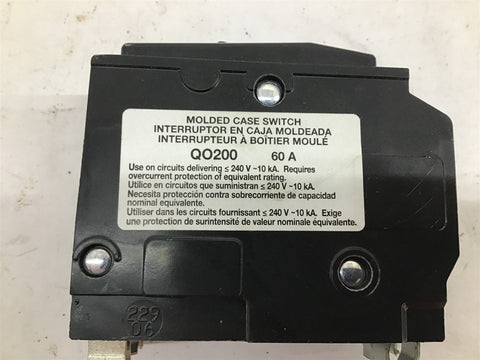 MOLDED CASE SWITCH
INTERRUPTOR EN CAJA MOLDEADA
INTERRUPTEUR À BOÎTIER MOULÉ
QO200 60 A
Use on circuits delivering ≤ 240 V ~10 kA. Requires
overcurrent protection of equivalent rating.
Utilice en circuitos que suministran ≤ 240 V ~10 kA.
Necesita protección contra sobrecorriente de capacidad
nominal equivalente.
Utiliser dans les circuits fournissant ≤ 240 V ~10 kA. Exige
une protection de surintensité de valeur nominale équivalente.
229
06